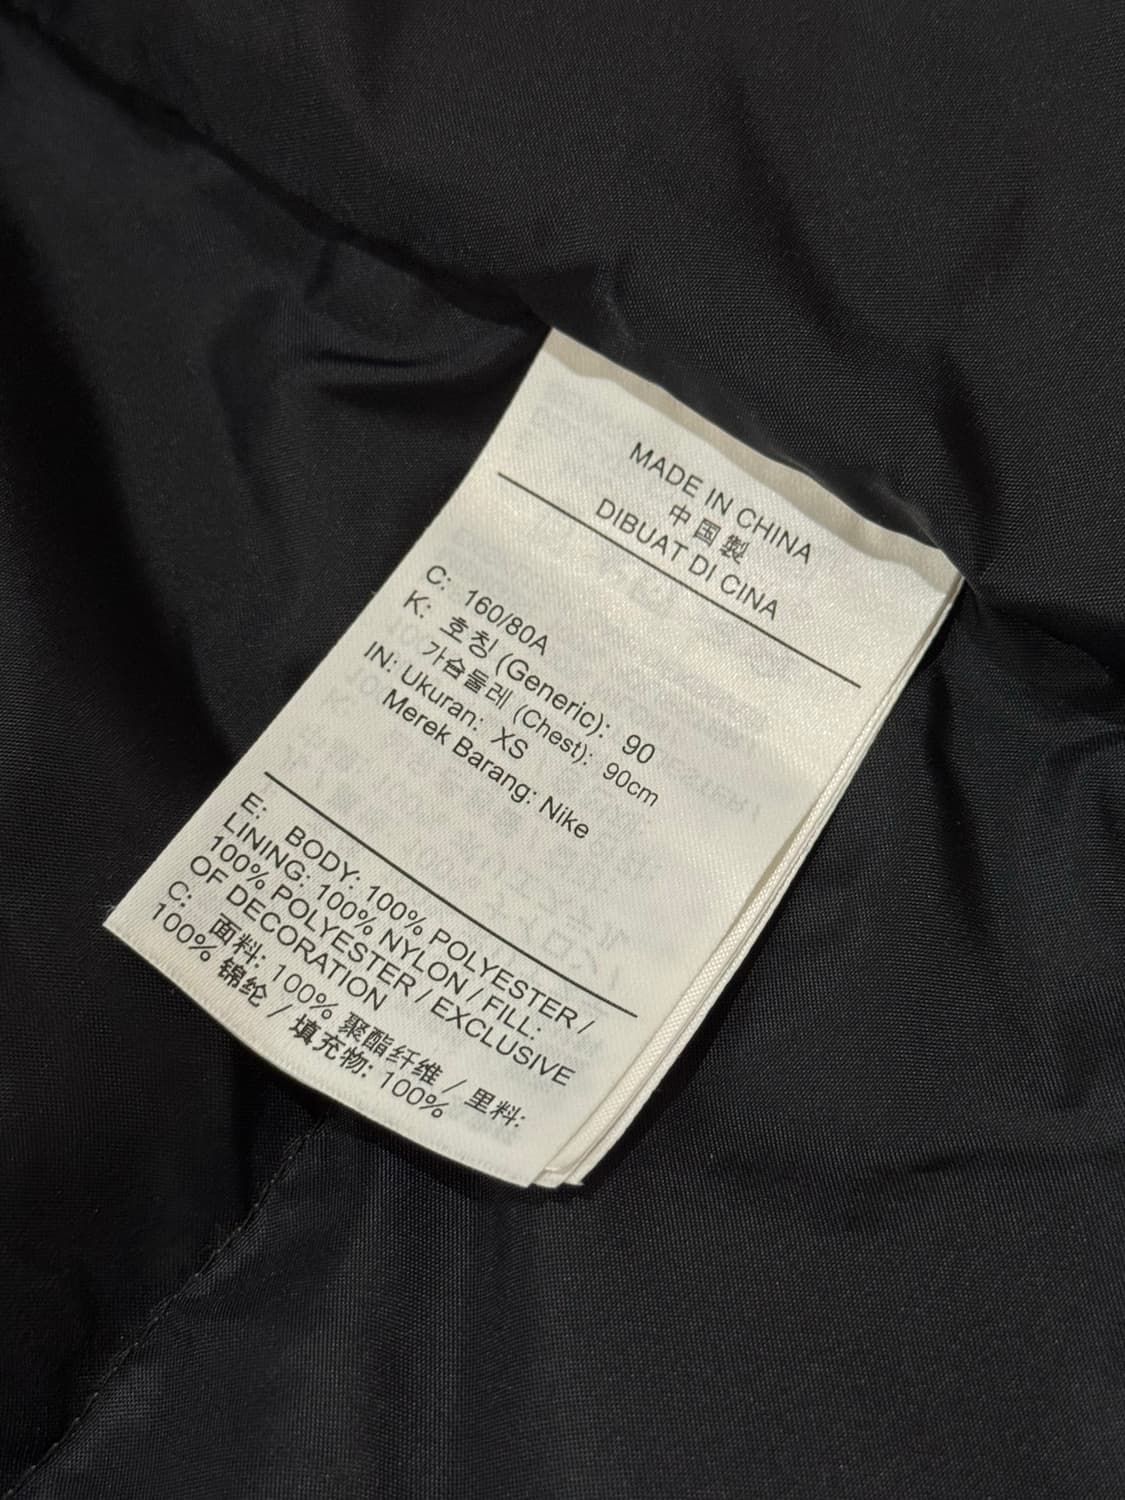 MADE IN CHINA
中国製
DIBUAT DI CINA
C: 160/80A
K: 호칭 (Generic): 90
가슴둘레 (Chest): 90cm
IN: Ukuran: XS
Merek Barang: Nike
E: BODY: 100% POLYESTER /
LINING: 100% NYLON / FILL:
100% POLYESTER / EXCLUSIVE
OF DECORATION
C: 面料: 100% 聚酯纤维 / 里料:
100% 锦纶 / 填充物: 100%